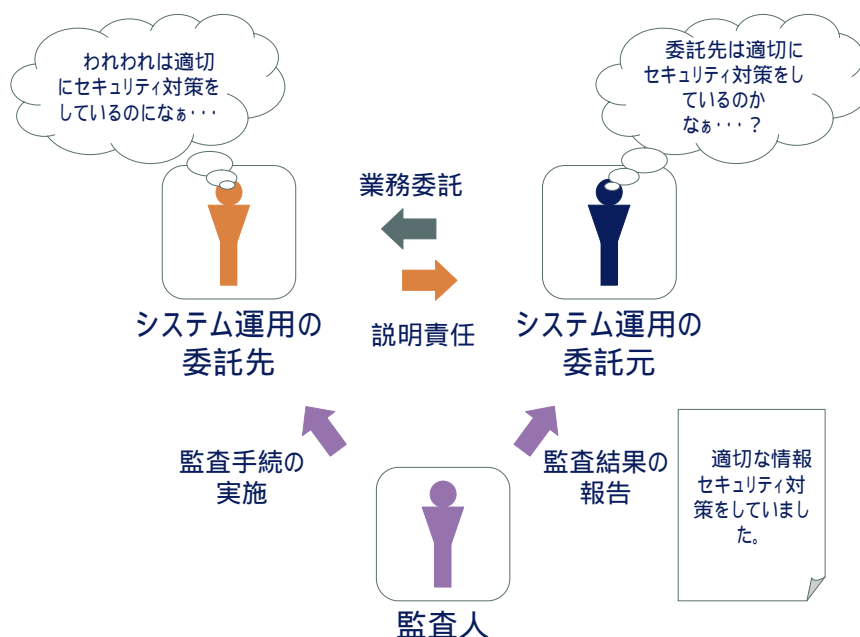 われわれは適切
にセキュリティ対策を
しているのになぁ・・・
委託先は適切に
セキュリティ対策をし
ているのか
なぁ・・・？
業務委託
説明責任
システム運用の
委託先
システム運用の
委託元
監査手続の
実施
監査結果の
報告
適切な情報
セキュリティ対
策をしていまし
た。
監査人